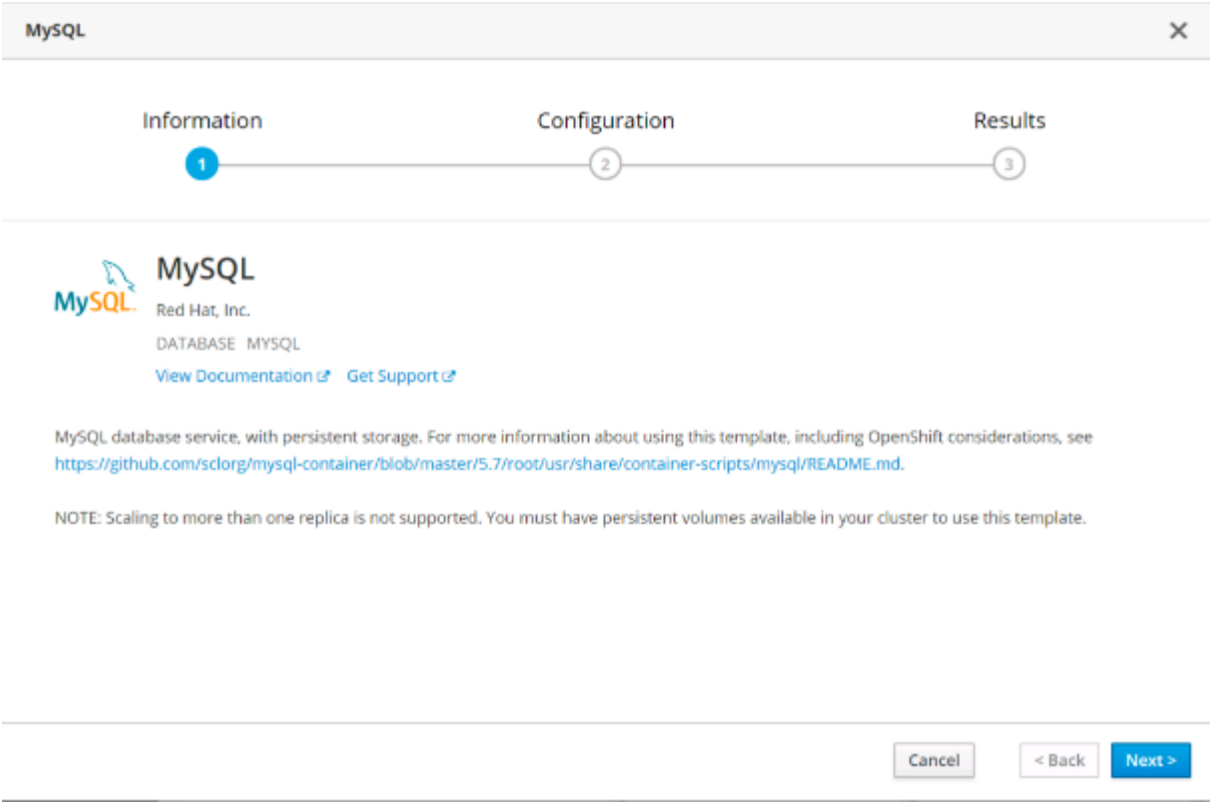 MySQL
Information Configuration Results
1 2 3
MySQL
MySQL™
Red Hat, Inc.
DATABASE MYSQL
View Documentation Get Support
MySQL database service, with persistent storage. For more information about using this template, including OpenShift considerations, see
https://github.com/sclorg/mysql-container/blob/master/5.7/root/usr/share/container-scripts/mysql/README.md.
NOTE: Scaling to more than one replica is not supported. You must have persistent volumes available in your cluster to use this template.
Cancel < Back Next >